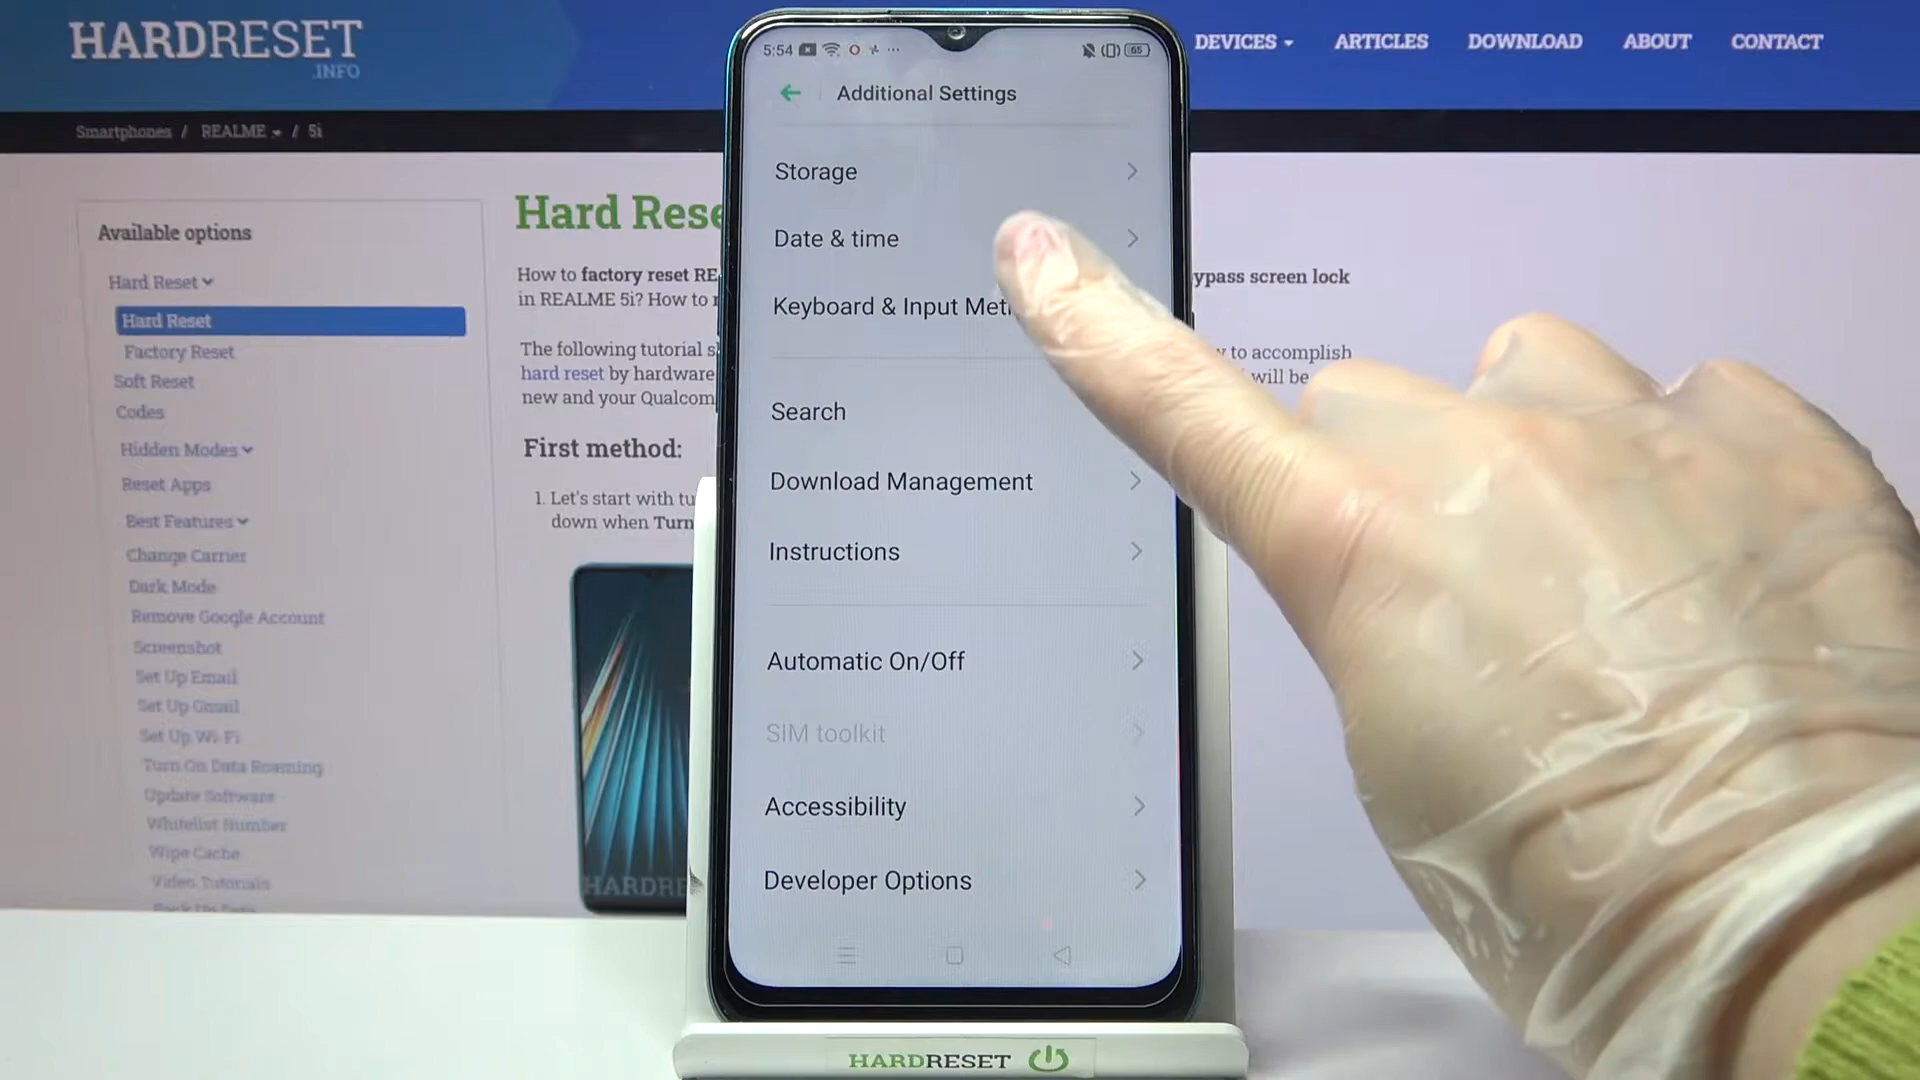 HARDRESET
.INFO
DEVICES
ARTICLES
DOWNLOAD
ABOUT
CONTACT
Smartphones / REALME / 5i
Available options
Hard Reset
Hard Reset
Factory Reset
Soft Reset
Codes
Hidden Modes
Reset Apps
Best Features
Change Carrier
Dark Mode
Remove Google Account
Screenshot
Set Up Email
Set Up Gmail
Set Up Wi-Fi
Turn On Data Roaming
Update Software
Whitelist Number
Wipe Cache
Video Tutorials
Hard Rese
How to factory reset RE
ypass screen lock
in REALME 5i? How to
The following tutorial
to accomplish
hard reset by hardware
will be
new and your Qualcom
First method:
1. Let's start with tu
down when Turn
HARDRE
5:54
65
Additional Settings
Storage
Date & time
Keyboard & Input Met
Search
Download Management
Instructions
Automatic On/Off
SIM toolkit
Accessibility
Developer Options
HARDRESET